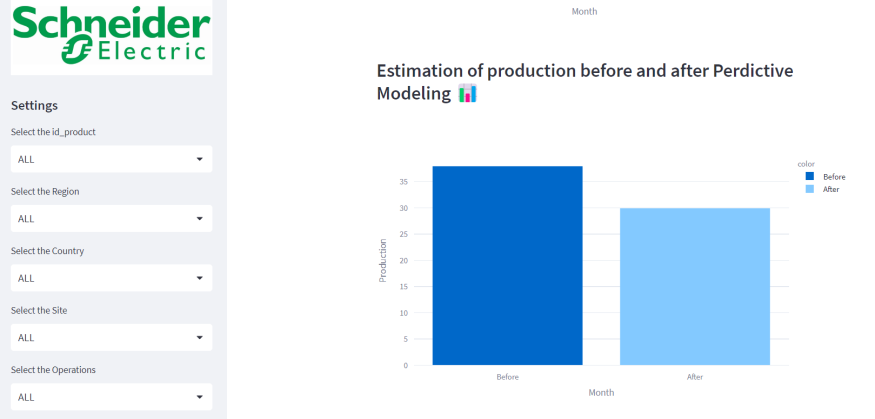 Schneider
Electric
Settings
Select the id_product
ALL
Select the Region
ALL
Select the Country
ALL
Select the Site
ALL
Select the Operations
ALL
Month
Estimation of production before and after Perdictive
Modeling
color
Before
After
Production
35
30
25
20
15
10
5
0
Before
After
Month